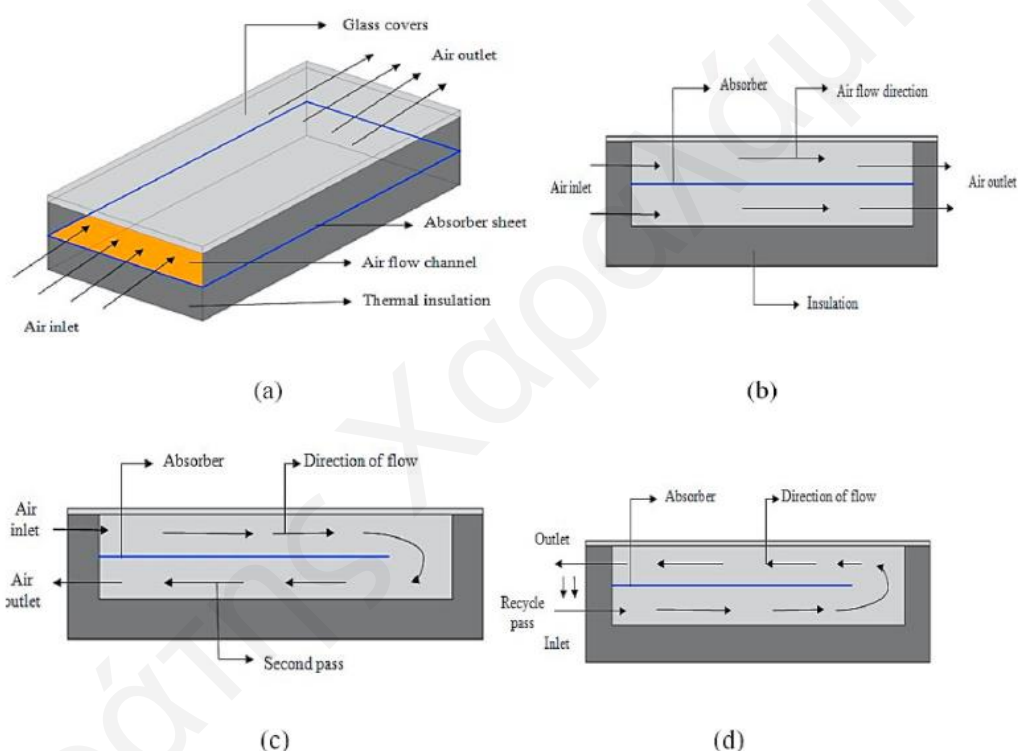 Glass covers
Air outlet
Absorber sheet
Air flow channel
Thermal insulation
Air inlet
(a)
Absorber
Air flow direction
Air inlet
Air outlet
Insulation
(b)
Absorber
Direction of flow
Air
inlet
Air
outlet
Second pass
(c)
Absorber
Direction of flow
Outlet
Recycle
pass
Inlet
(d)